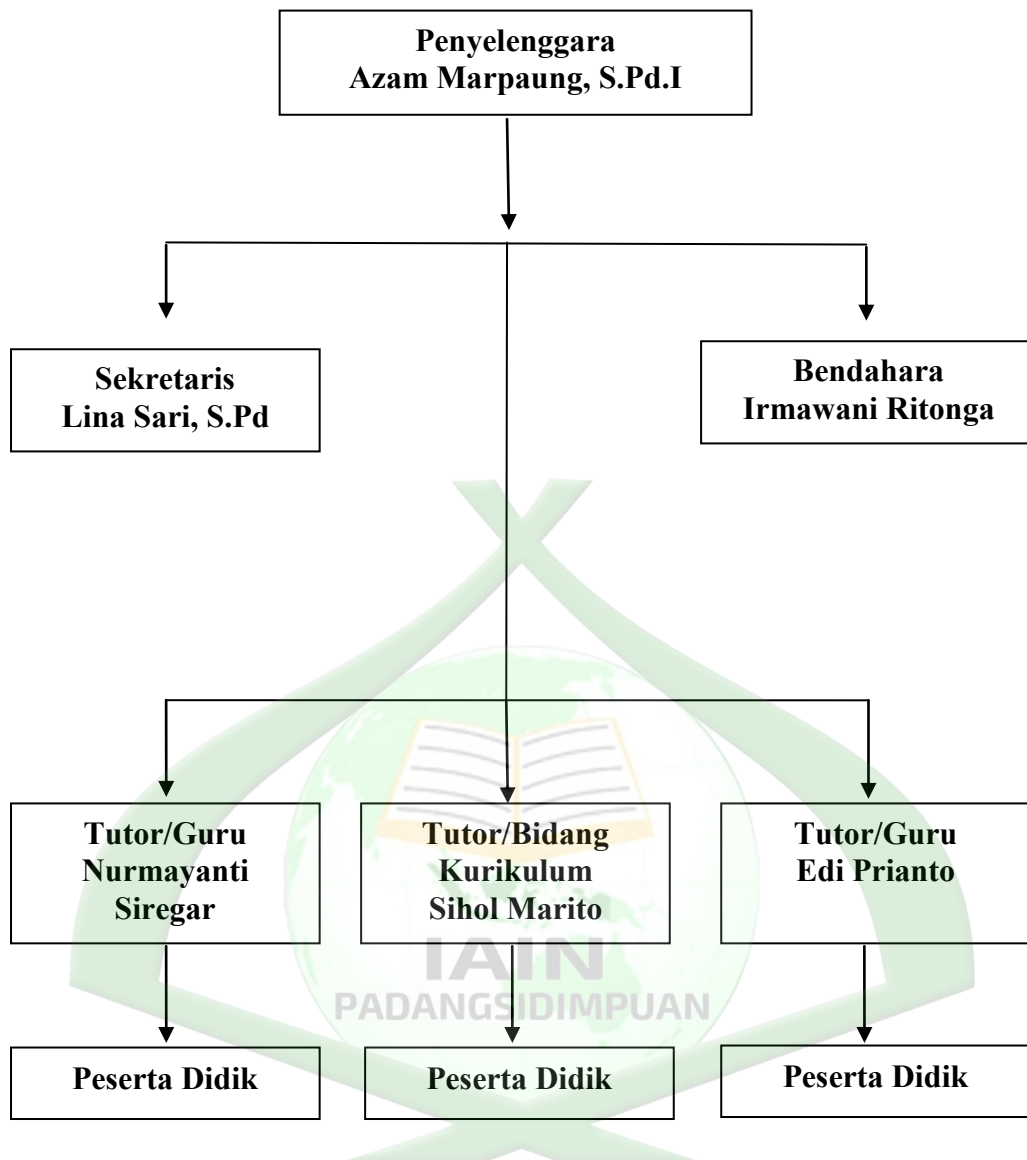 Penyelenggara
Azam Marpaung, S.Pd.I
Sekretaris
Lina Sari, S.Pd
Bendahara
Irmawani Ritonga
Tutor/Guru
Nurmayanti
Siregar
Tutor/Bidang
Kurikulum
Sihol Marito
Tutor/Guru
Edi Prianto
IAIN
PADANGSIDIMPUAN
Peserta Didik
Peserta Didik
Peserta Didik